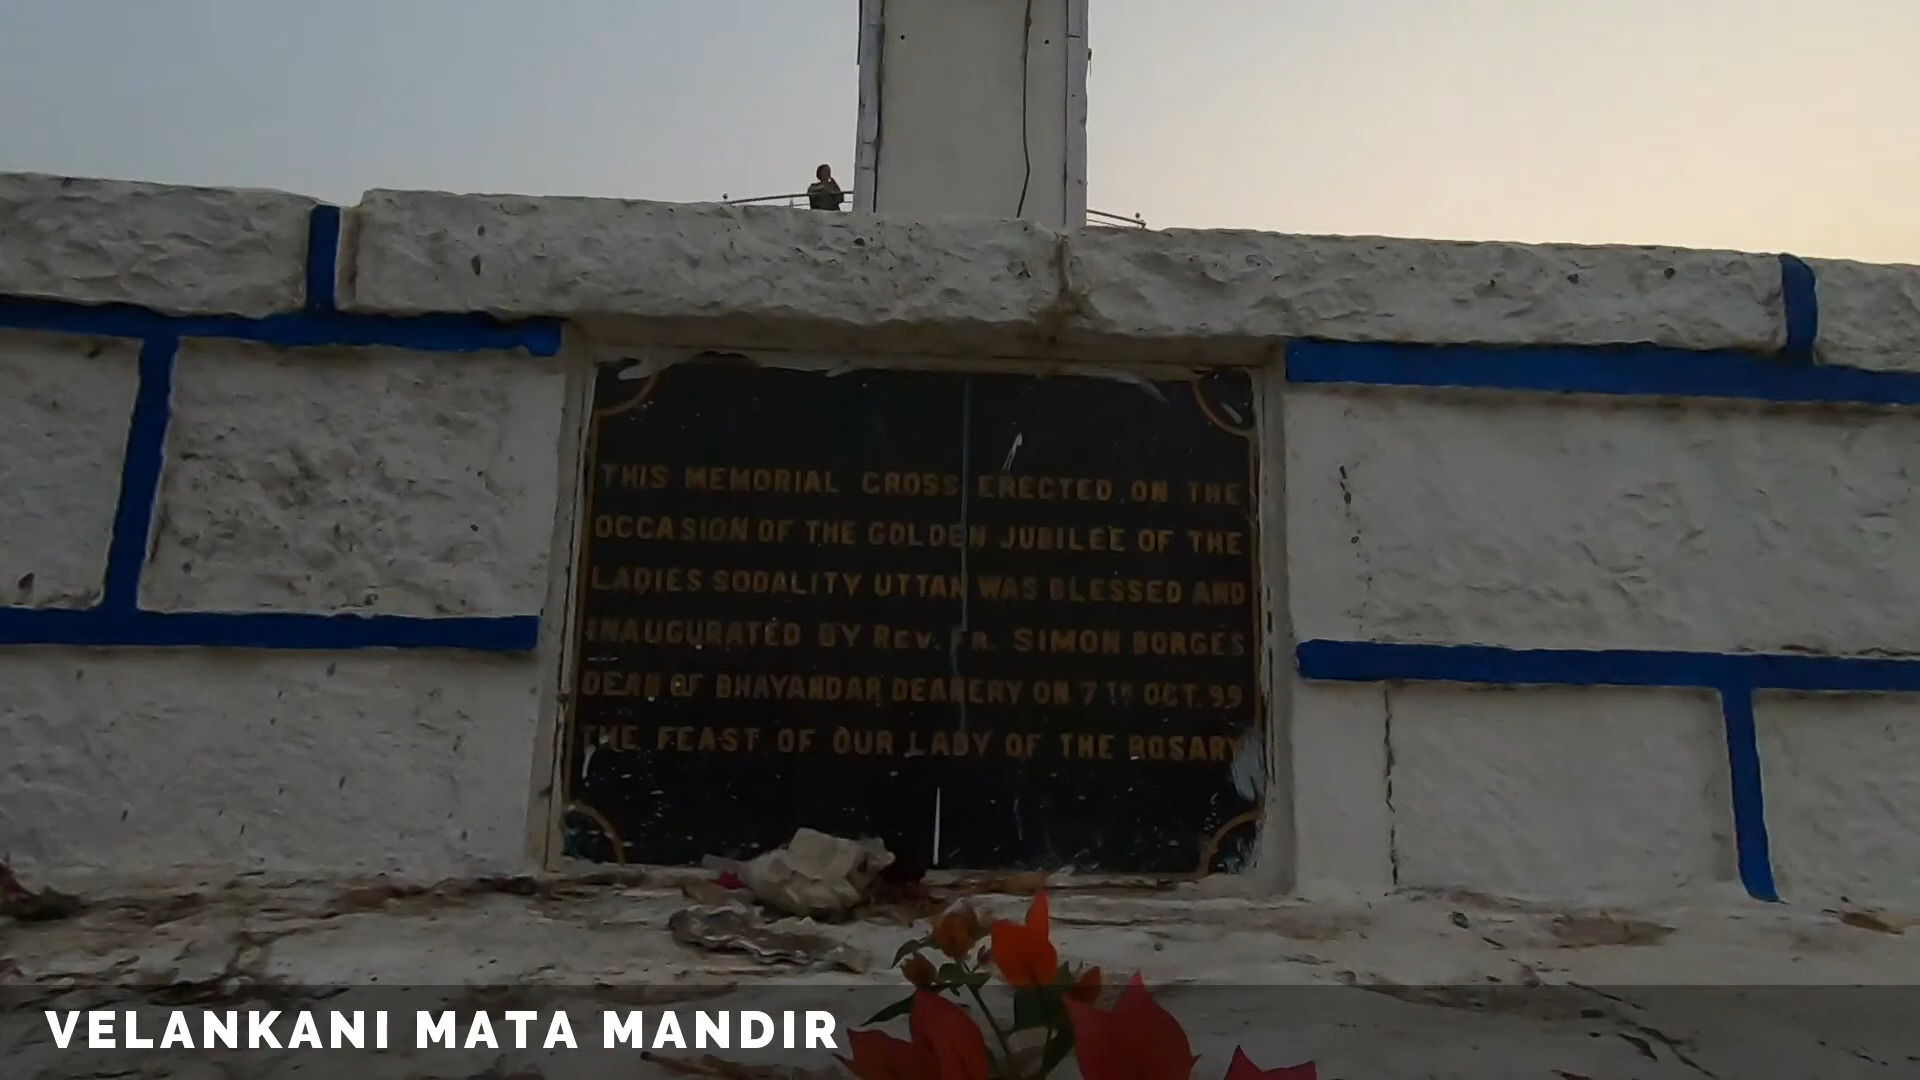 THIS MEMORIAL CROSS ERECTED ON THE
OCCASION OF THE GOLDEN JUBILEE OF THE
LADIES SODALITY UTTAN WAS BLESSED AND
INAUGURATED BY REV. FR. SIMON BORGES
DEAN OF BHAYANDAR DEANERY ON 7TH OCT. 99
THE FEAST OF OUR LADY OF THE ROSARY
VELANKANI MATA MANDIR